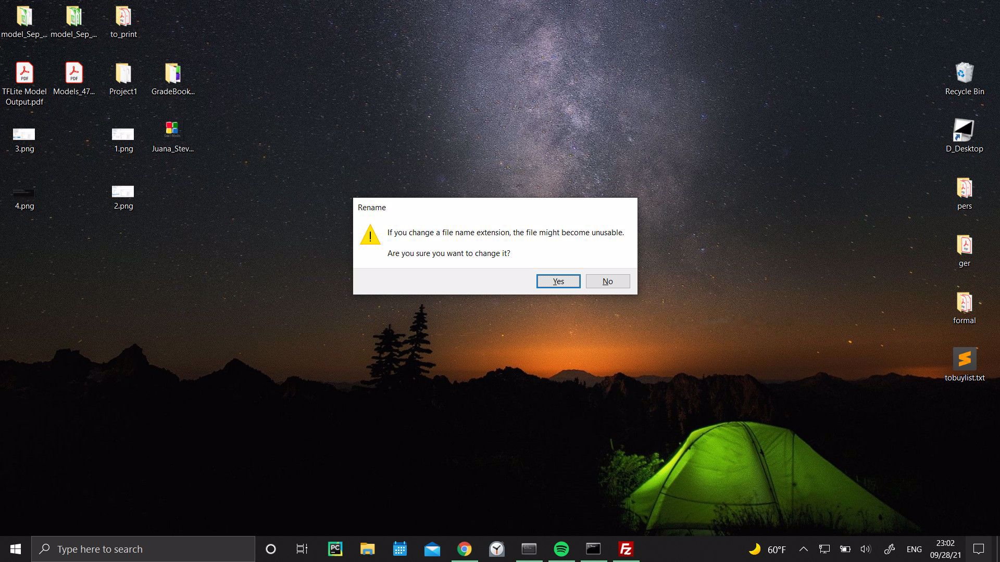 model_Sep_...
model_Sep_...
to_print
TFLite Model
Output.pdf
Models_47...
Project1
GradeBook...
3.png
1.png
Juana_Stev...
4.png
2.png
Recycle Bin
D_Desktop
pers
ger
formal
tobuylist.txt
Rename
If you change a file name extension, the file might become unusable.
Are you sure you want to change it?
Yes
No
Type here to search
60°F
ENG
23:02
09/28/21